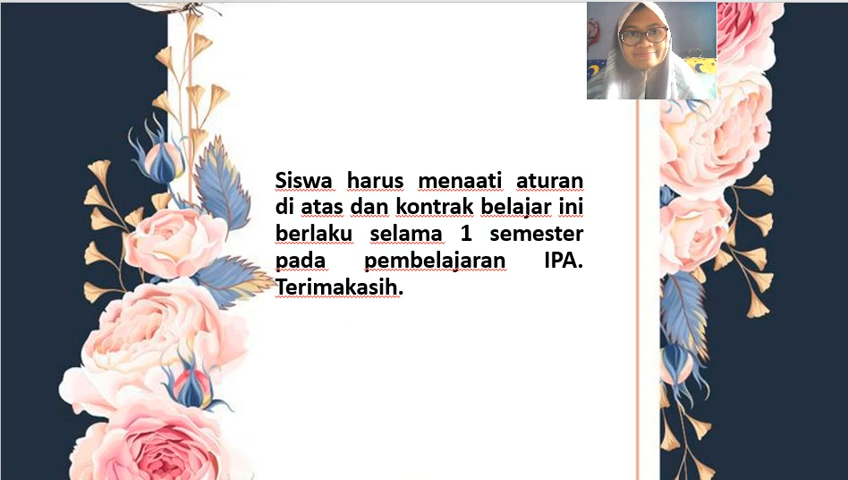 Siswa harus menaati aturan
di atas dan kontrak belajar ini
berlaku selama 1 semester
pada pembelajaran IPA.
Terimakasih.